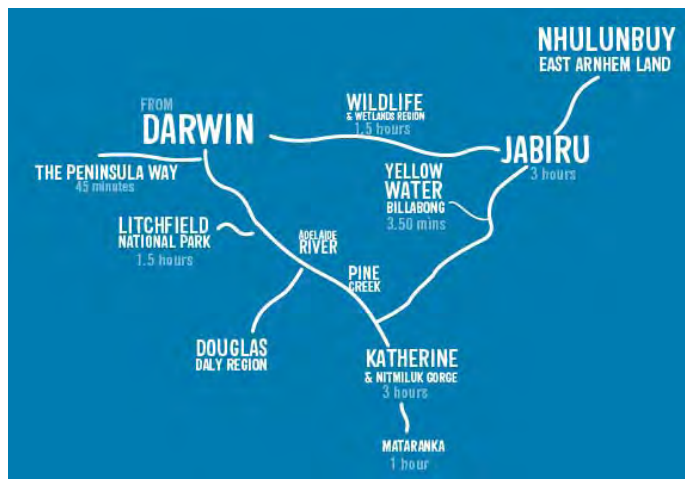 NHULUNBUY
EAST ARNHEM LAND
FROM
DARWIN
WILDLIFE
& WETLANDS REGION
1.5 hours
JABIRU
3 hours
THE PENINSULA WAY
45 minutes
YELLOW
WATER
BILLABONG
3.50 mins
LITCHFIELD
NATIONAL PARK
1.5 hours
ADELAIDE
RIVER
PINE
CREEK
DOUGLAS
DALY REGION
KATHERINE
& NITMILUK GORGE
3 hours
MATARANKA
1 hour